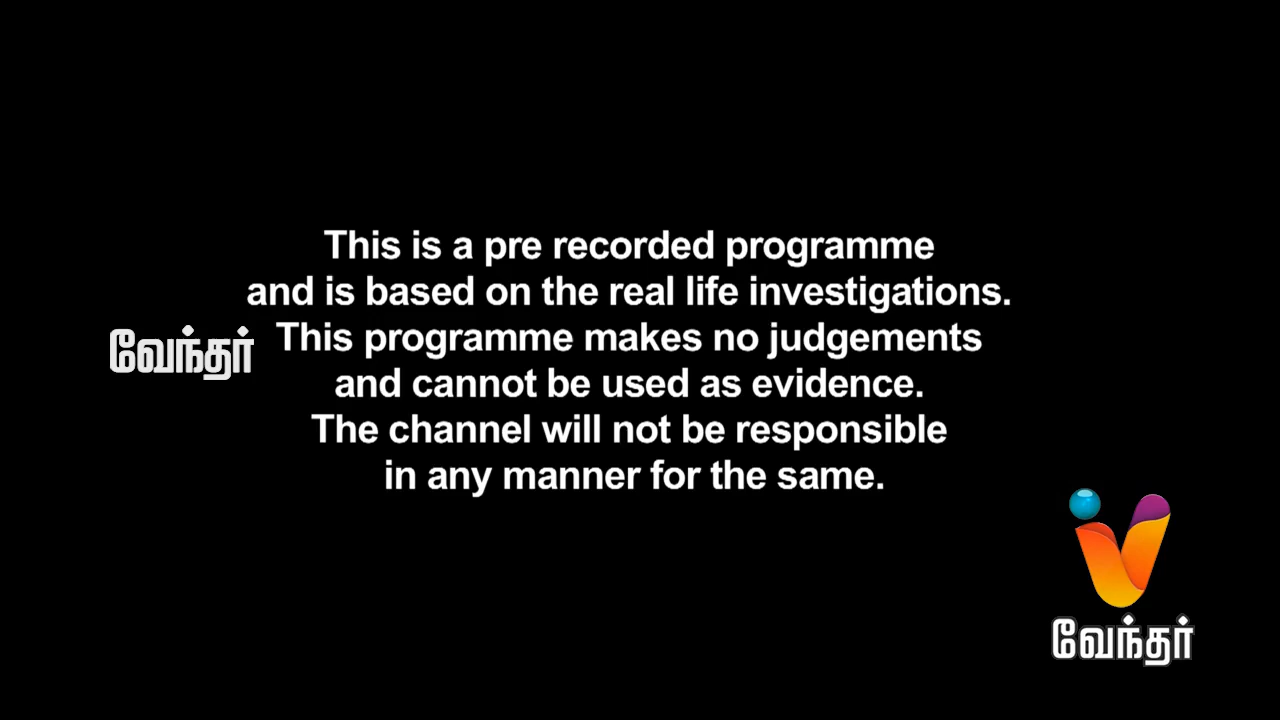 This is a pre recorded programme
and is based on the real life investigations.
வேந்தர்
This programme makes no judgements
and cannot be used as evidence.
The channel will not be responsible
in any manner for the same.
வேந்தர்